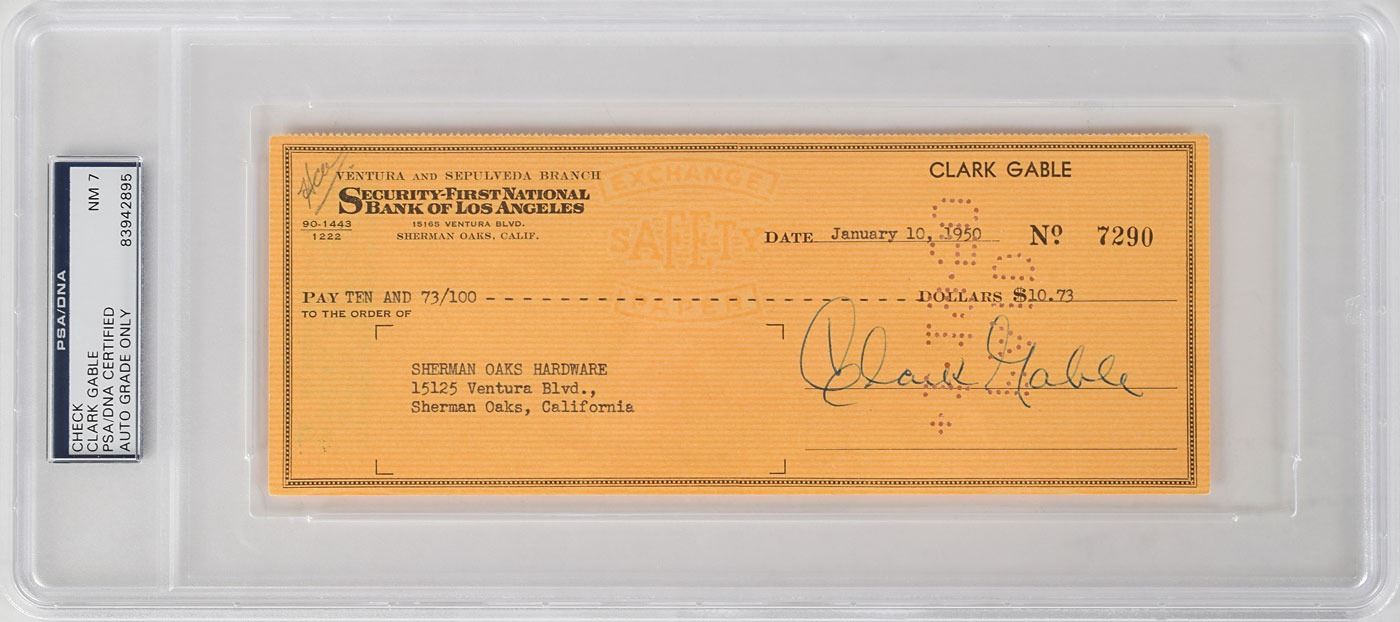 CHECK
CLARK GABLE
PSA/DNA CERTIFIED
AUTO GRADE ONLY
PSA/DNA
NM 7
83942895
VENTURA AND SEPULVEDA BRANCH
SECURITY-FIRST NATIONAL
BANK OF LOS ANGELES
15165 VENTURA BLVD.
SHERMAN OAKS, CALIF.
90-1443
1222
EXCHANGE
SAFETY
PAPER
CLARK GABLE
DATE January 10, 1950 Nº 7290
PAY TEN AND 73/100 - - - - - - - - - - - - - - - - - - - - - - - - - - - - - - DOLLARS $10.73
TO THE ORDER OF
SHERMAN OAKS HARDWARE
15125 Ventura Blvd.,
Sherman Oaks, California
Clark Gable